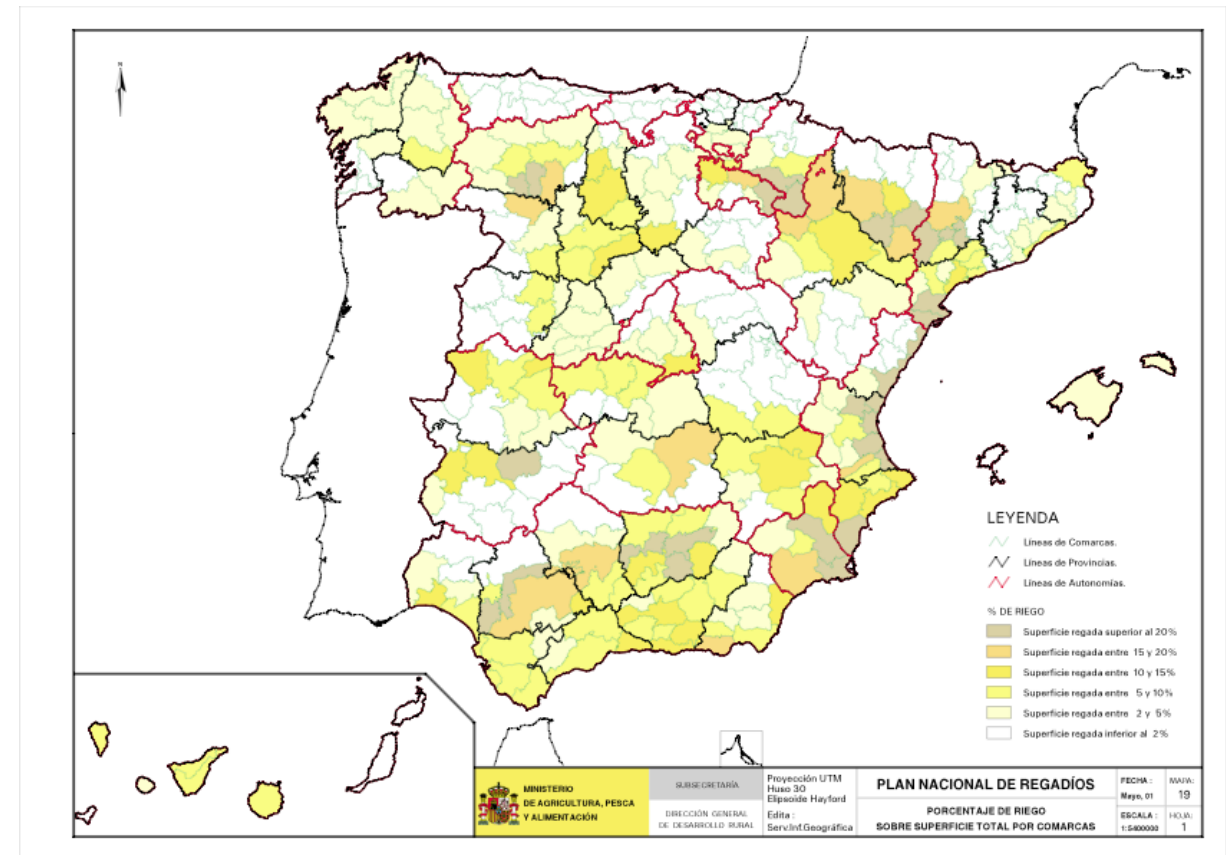 N
LEYENDA
Líneas de Comarcas.
Líneas de Provincias.
Líneas de Autonomías.
% DE RIEGO
Superficie regada superior al 20%
Superficie regada entre 15 y 20%
Superficie regada entre 10 y 15%
Superficie regada entre 5 y 10%
Superficie regada entre 2 y 5%
Superficie regada inferior al 2%
MINISTERIO
DE AGRICULTURA, PESCA
Y ALIMENTACIÓN
SUBSECRETARÍA
DIRECCIÓN GENERAL
DE DESARROLLO RURAL
Proyección UTM
Huso 30
Elipsoide Hayford
Edita :
Serv.Inf.Geográfica
PLAN NACIONAL DE REGADÍOS
PORCENTAJE DE RIEGO
SOBRE SUPERFICIE TOTAL POR COMARCAS
FECHA :
Mayo, 01
ESCALA :
1:5400000
MAPA:
19
HOJA:
1